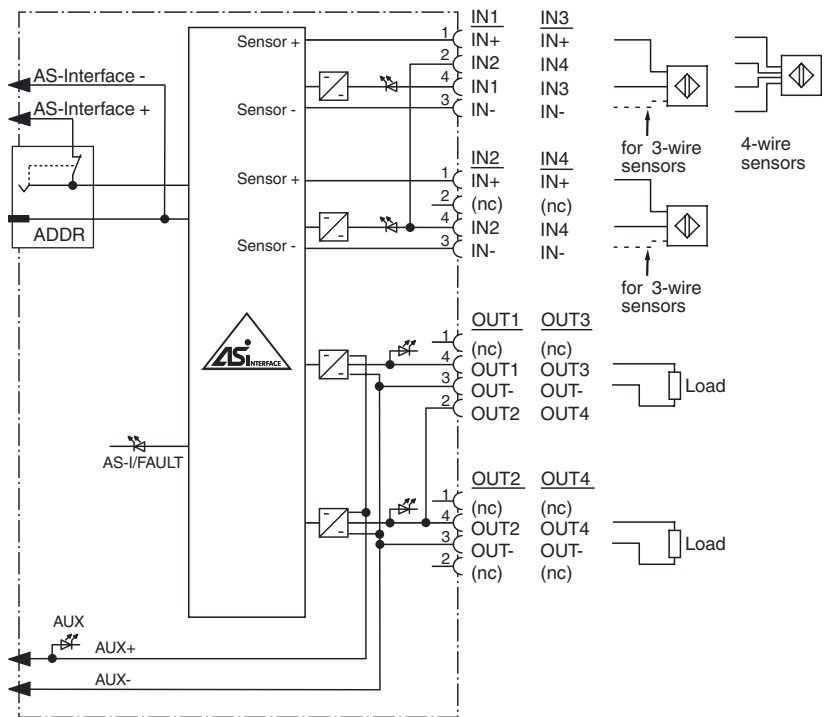 Sensor +
1
2
4
3
Sensor -
AS-Interface -
AS-Interface +
ADDR
IN1 IN3
IN+ IN+
IN2 IN4
IN1 IN3
IN- IN-
for 3-wire
sensors
4-wire
sensors
Sensor +
1
2
4
3
Sensor -
IN2 IN4
IN+ IN+
(nc) (nc)
IN2 IN4
IN- IN-
for 3-wire
sensors
ASi INTERFACE
AS-I/FAULT
1
4
3
2
OUT1 OUT3
(nc) (nc)
OUT1 OUT3
OUT- OUT-
OUT2 OUT4
Load
1
4
3
2
OUT2 OUT4
(nc) (nc)
OUT2 OUT4
OUT- OUT-
(nc) (nc)
Load
AUX
AUX+
AUX-